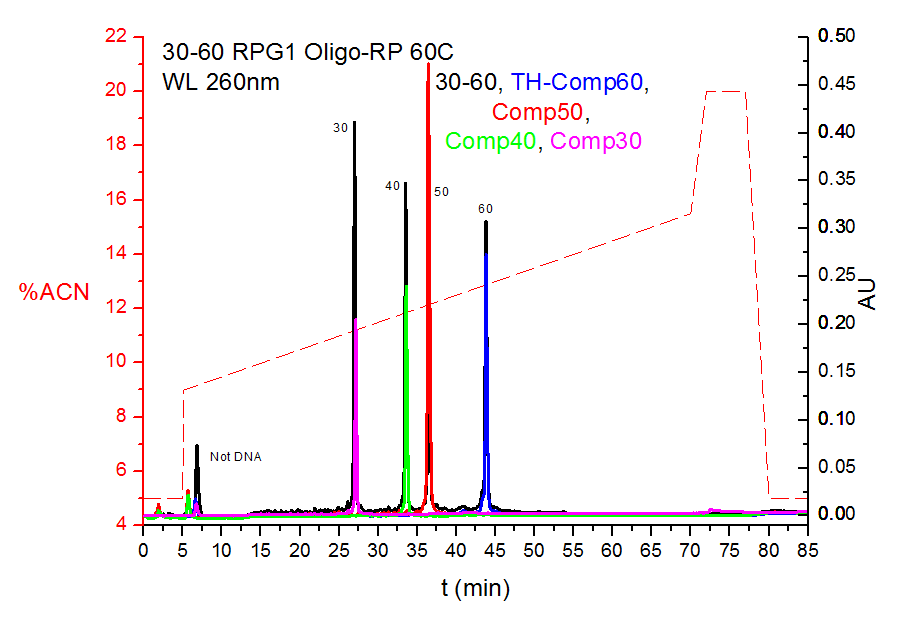 30-60 RPG1 Oligo-RP 60C
WL 260nm
30-60, TH-Comp60,
Comp50,
Comp40, Comp30
30
40
50
60
Not DNA
%ACN
22
20
18
16
14
12
10
8
6
4
0.50
0.45
0.40
0.35
0.30
0.25
0.20
0.15
0.10
0.05
0.00
AU
0 5 10 15 20 25 30 35 40 45 50 55 60 65 70 75 80 85
t (min)